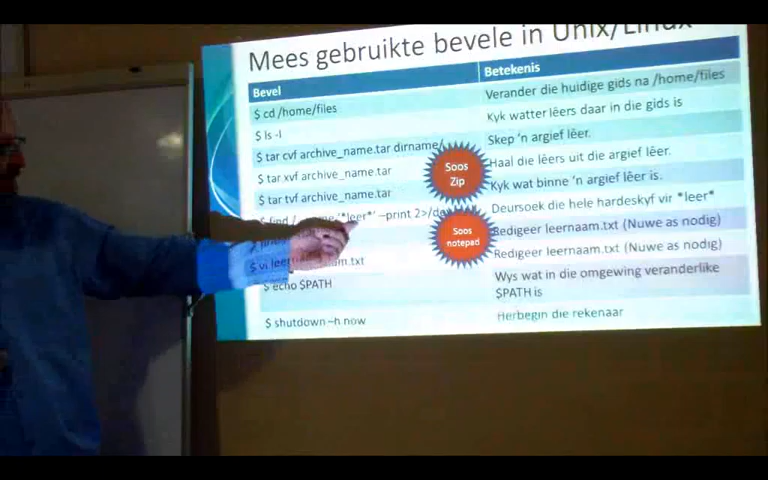 Mees gebruikte bevele in Unix/Linux
Bevel
Betekenis
$ cd /home/files
Verander die huidige gids na /home/files
$ ls -l
Kyk watter lêers daar in die gids is
$ tar cvf archive_name.tar dirname/
Skep 'n argief lêer.
$ tar xvf archive_name.tar
Haal die lêers uit die argief lêer.
$ tar tvf archive_name.tar
Kyk wat binne 'n argief lêer is.
$ find / '*leer*' –print 2>/de
Deursoek die hele hardeskyf vir *leer*
Redigeer leernaam.txt (Nuwe as nodig)
$ vi
Redigeer leernaam.txt (Nuwe as nodig)
$ echo $PATH
Wys wat in die omgewing veranderlike
$PATH is
$ shutdown –h now
Herbegin die rekenaar
Soos
Zip
Soos
notepad